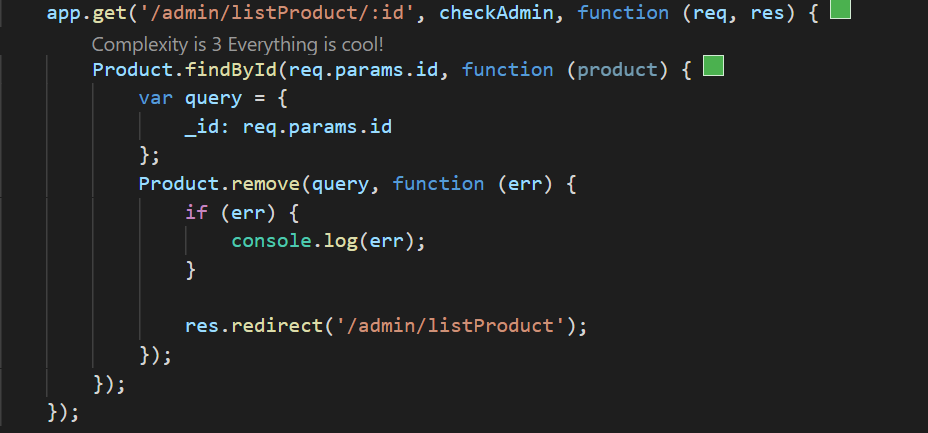 app.get('/admin/listProduct/:id', checkAdmin, function (req, res) {
Complexity is 3 Everything is cool!
Product.findById(req.params.id, function (product) {
var query = {
_id: req.params.id
};
Product.remove(query, function (err) {
if (err) {
console.log(err);
}
res.redirect('/admin/listProduct');
});
});
});